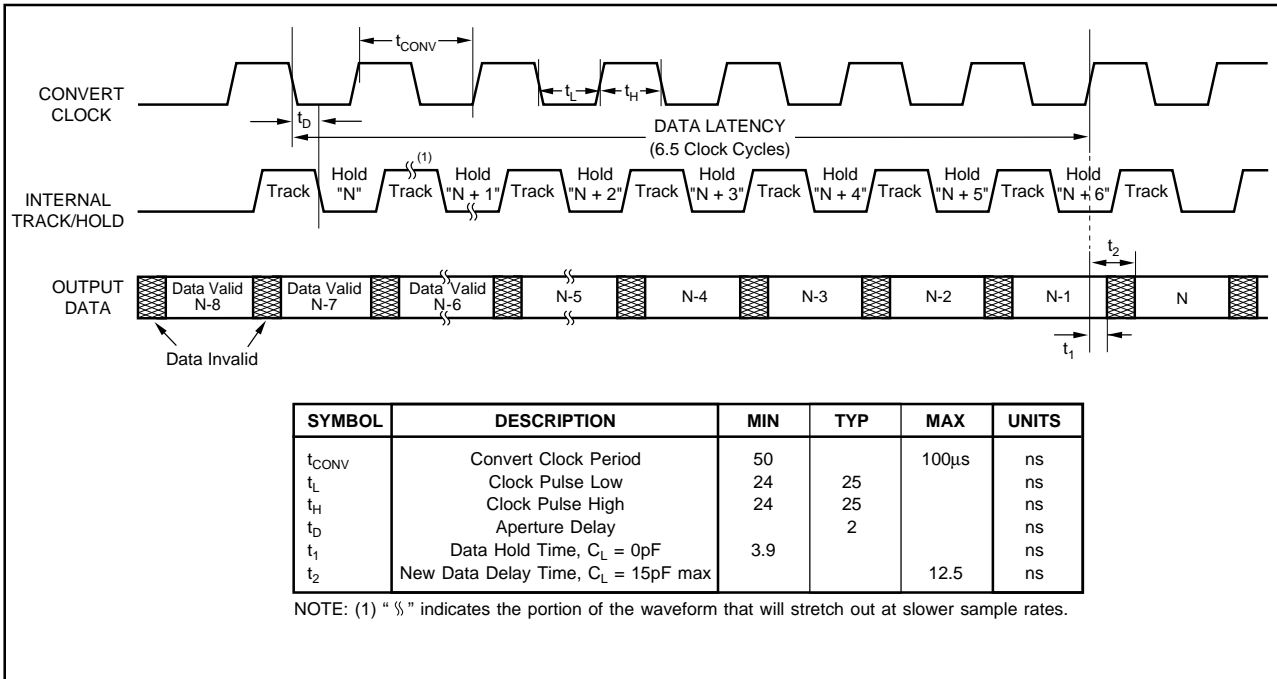 tCONV
CONVERT
CLOCK
tL
tH
tD
DATA LATENCY
(6.5 Clock Cycles)
(1)
INTERNAL
TRACK/HOLD
Track
Hold
"N"
Track
Hold
"N + 1"
Track
Hold
"N + 2"
Track
Hold
"N + 3"
Track
Hold
"N + 4"
Track
Hold
"N + 5"
Track
Hold
"N + 6"
Track
t2
OUTPUT
DATA
Data Valid
N-8
Data Valid
N-7
Data Valid
N-6
N-5
N-4
N-3
N-2
N-1
N
Data Invalid
t1
SYMBOL DESCRIPTION MIN TYP MAX UNITS
tCONV Convert Clock Period 50 100µs ns
tL Clock Pulse Low 24 25 ns
tH Clock Pulse High 24 25 ns
tD Aperture Delay 2 ns
t1 Data Hold Time, CL = 0pF 3.9 ns
t2 New Data Delay Time, CL = 15pF max 12.5 ns
NOTE: (1) " " indicates the portion of the waveform that will stretch out at slower sample rates.